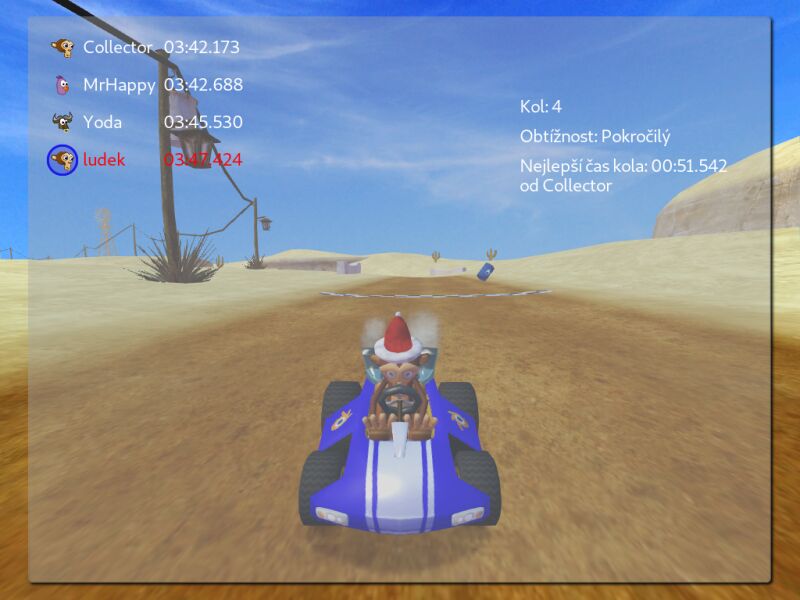 Collector 03:42.173
MrHappy 03:42.688
Yoda 03:45.530
ludek 03:47.424
Kol: 4
Obtížnost: Pokročilý
Nejlepší čas kola: 00:51.542
od Collector